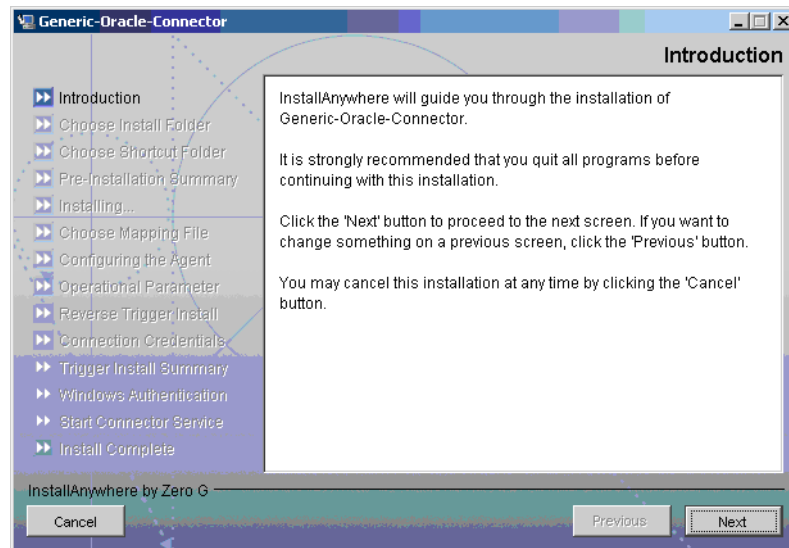 Generic-Oracle-Connector
Introduction
Introduction
Choose Install Folder
Choose Shortcut Folder
Pre-Installation Summary
Installing...
Choose Mapping File
Configuring the Agent
Operational Parameter
Reverse Trigger Install
Connection Credentials
Trigger Install Summary
Windows Authentication
Start Connector Service
Install Complete
InstallAnywhere will guide you through the installation of
Generic-Oracle-Connector.
It is strongly recommended that you quit all programs before
continuing with this installation.
Click the 'Next' button to proceed to the next screen. If you want to
change something on a previous screen, click the 'Previous' button.
You may cancel this installation at any time by clicking the 'Cancel'
button.
InstallAnywhere by Zero G
Cancel
Previous
Next